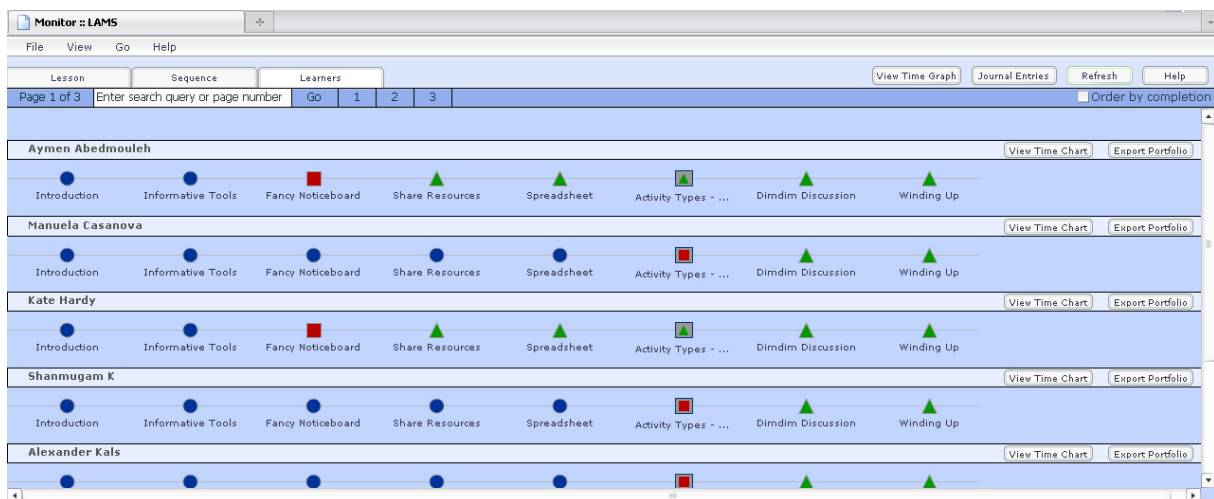 Monitor :: LAMS
File View Go Help
Lesson Sequence Learners View Time Graph Journal Entries Refresh Help
Page 1 of 3 Enter search query or page number Go 1 2 3 Order by completion
Aymen Abedmouleh View Time Chart Export Portfolio
Introduction Informative Tools Fancy Noticeboard Share Resources Spreadsheet Activity Types - ... Dimdim Discussion Winding Up
Manuela Casanova View Time Chart Export Portfolio
Introduction Informative Tools Fancy Noticeboard Share Resources Spreadsheet Activity Types - ... Dimdim Discussion Winding Up
Kate Hardy View Time Chart Export Portfolio
Introduction Informative Tools Fancy Noticeboard Share Resources Spreadsheet Activity Types - ... Dimdim Discussion Winding Up
Shanmugam K View Time Chart Export Portfolio
Introduction Informative Tools Fancy Noticeboard Share Resources Spreadsheet Activity Types - ... Dimdim Discussion Winding Up
Alexander Kals View Time Chart Export Portfolio